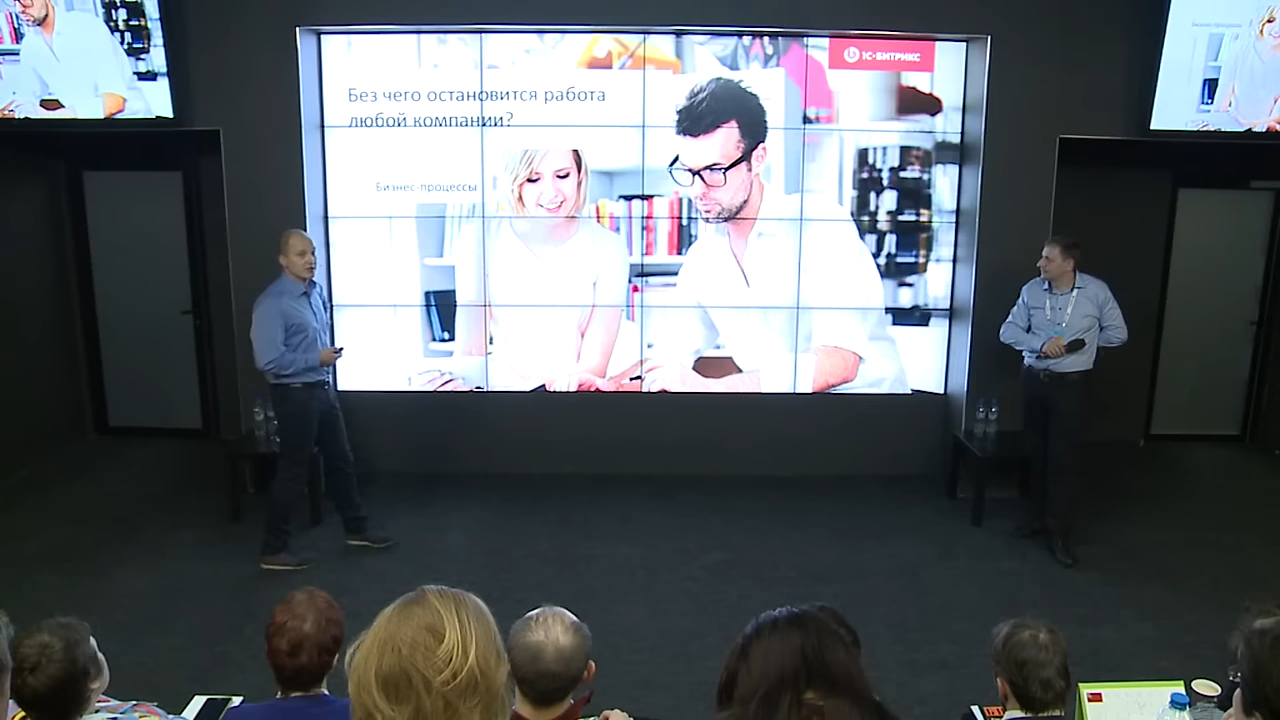 1С·БИТРИКС
Без чего остановится работа
любой компании?
Бизнес-процессы